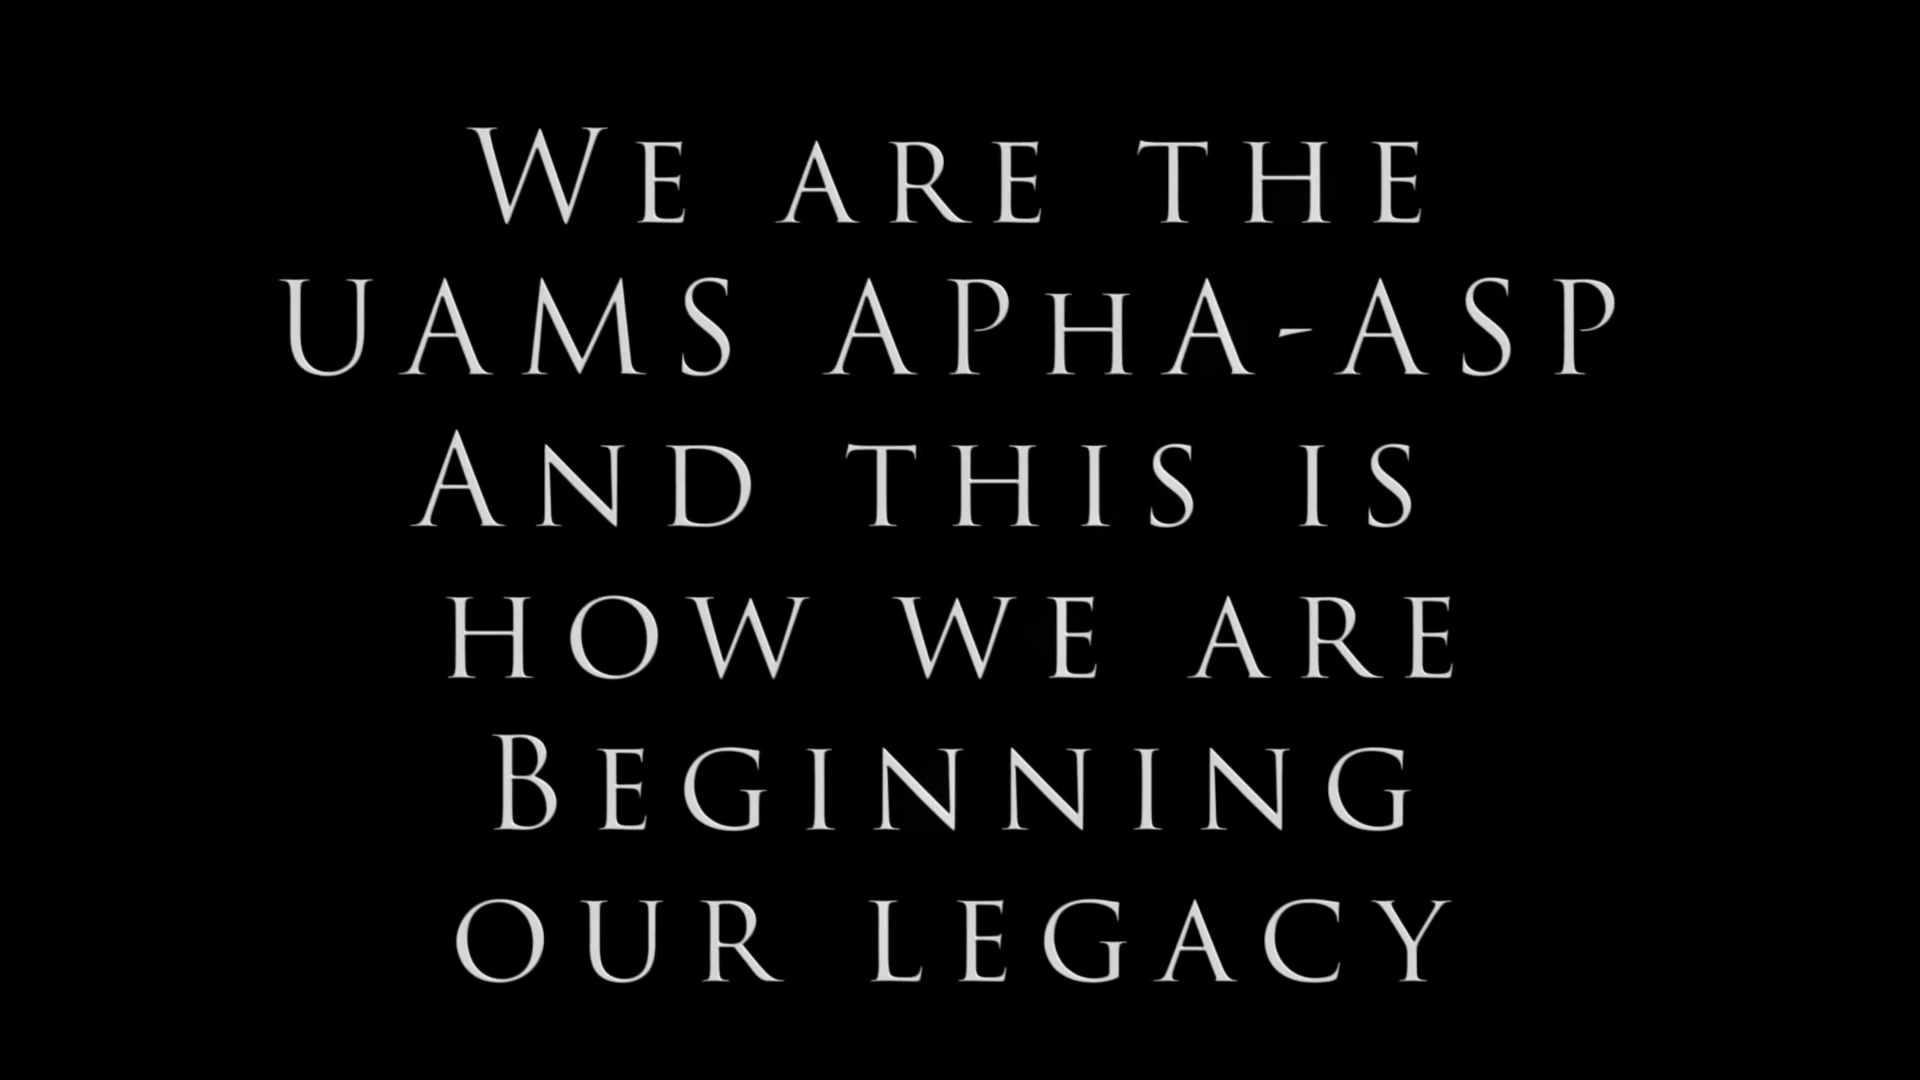 We are the
UAMS APhA-ASP
And this is
how we are
Beginning
our legacy